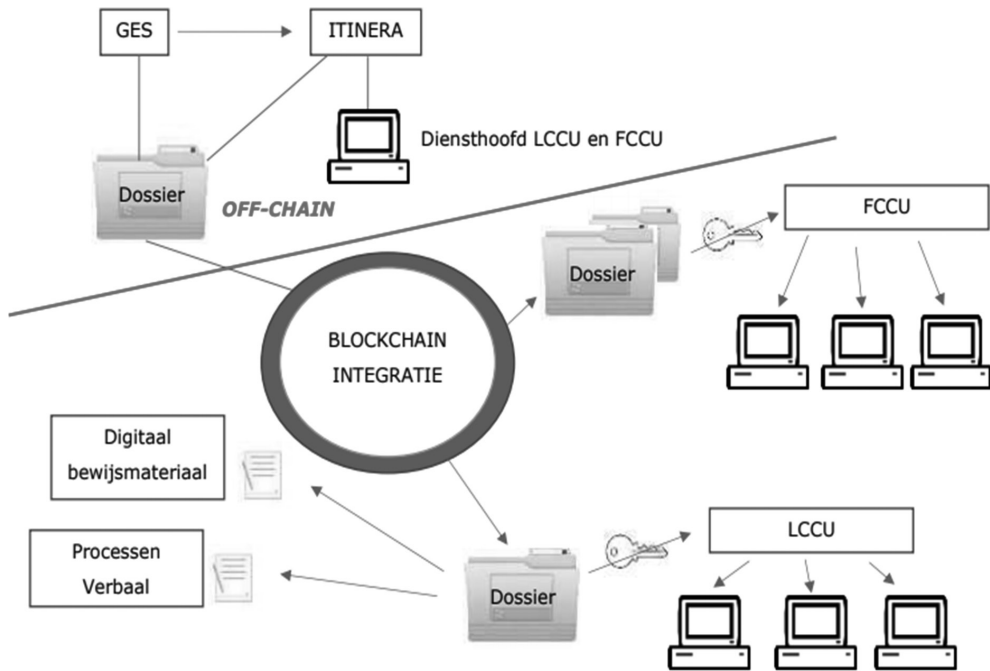 GES
ITINERA
Diensthoofd LCCU en FCCU
Dossier
OFF-CHAIN
FCCU
Dossier
BLOCKCHAIN
INTEGRATIE
Digitaal
bewijsmateriaal
Processen
Verbaal
LCCU
Dossier